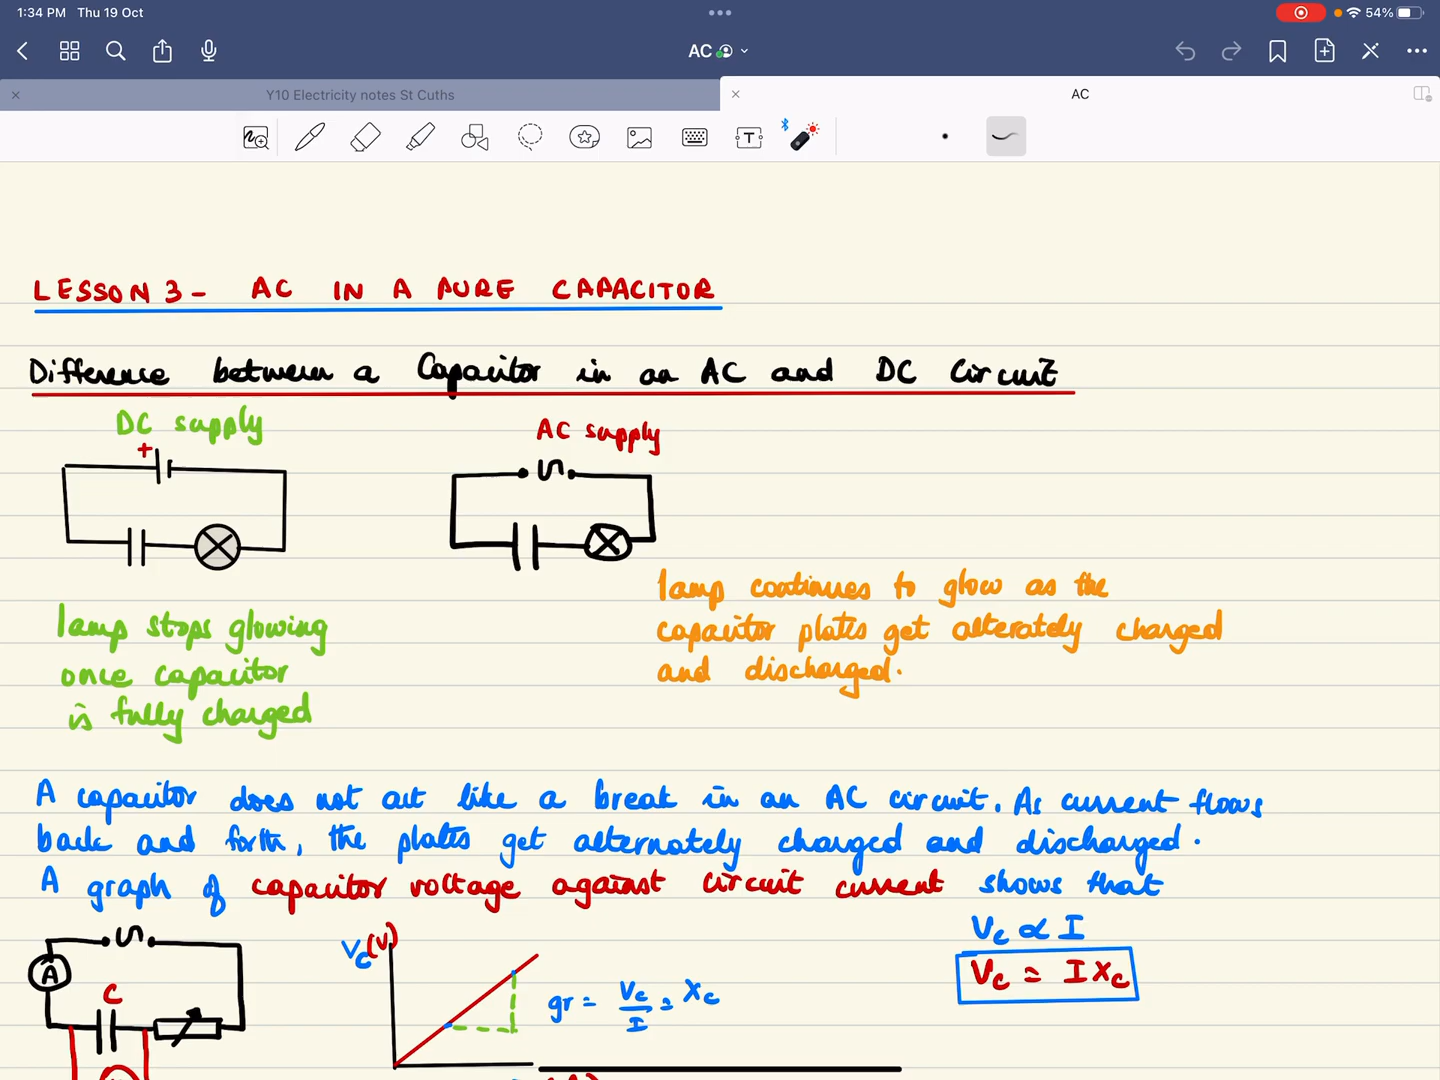 1:34 PM Thu 19 Oct
54%
AC
Y10 Electricity notes St Cuths
AC
T
LESSON 3 - AC IN A PURE CAPACITOR
Difference between a Capacitor in an AC and DC Circuit
DC supply
+
AC supply
lamp stops glowing
once capacitor
is fully charged
lamp continues to glow as the
capacitor plates get alterately charged
and discharged.
A capacitor does not act like a break in an AC circuit. As current flows
back and forth, the plates get alternately charged and discharged.
A graph of capacitor voltage against circuit current shows that
Vc ∝ I
Vc = I Xc
A
C
Vc (V)
gr = Vc/I = Xc